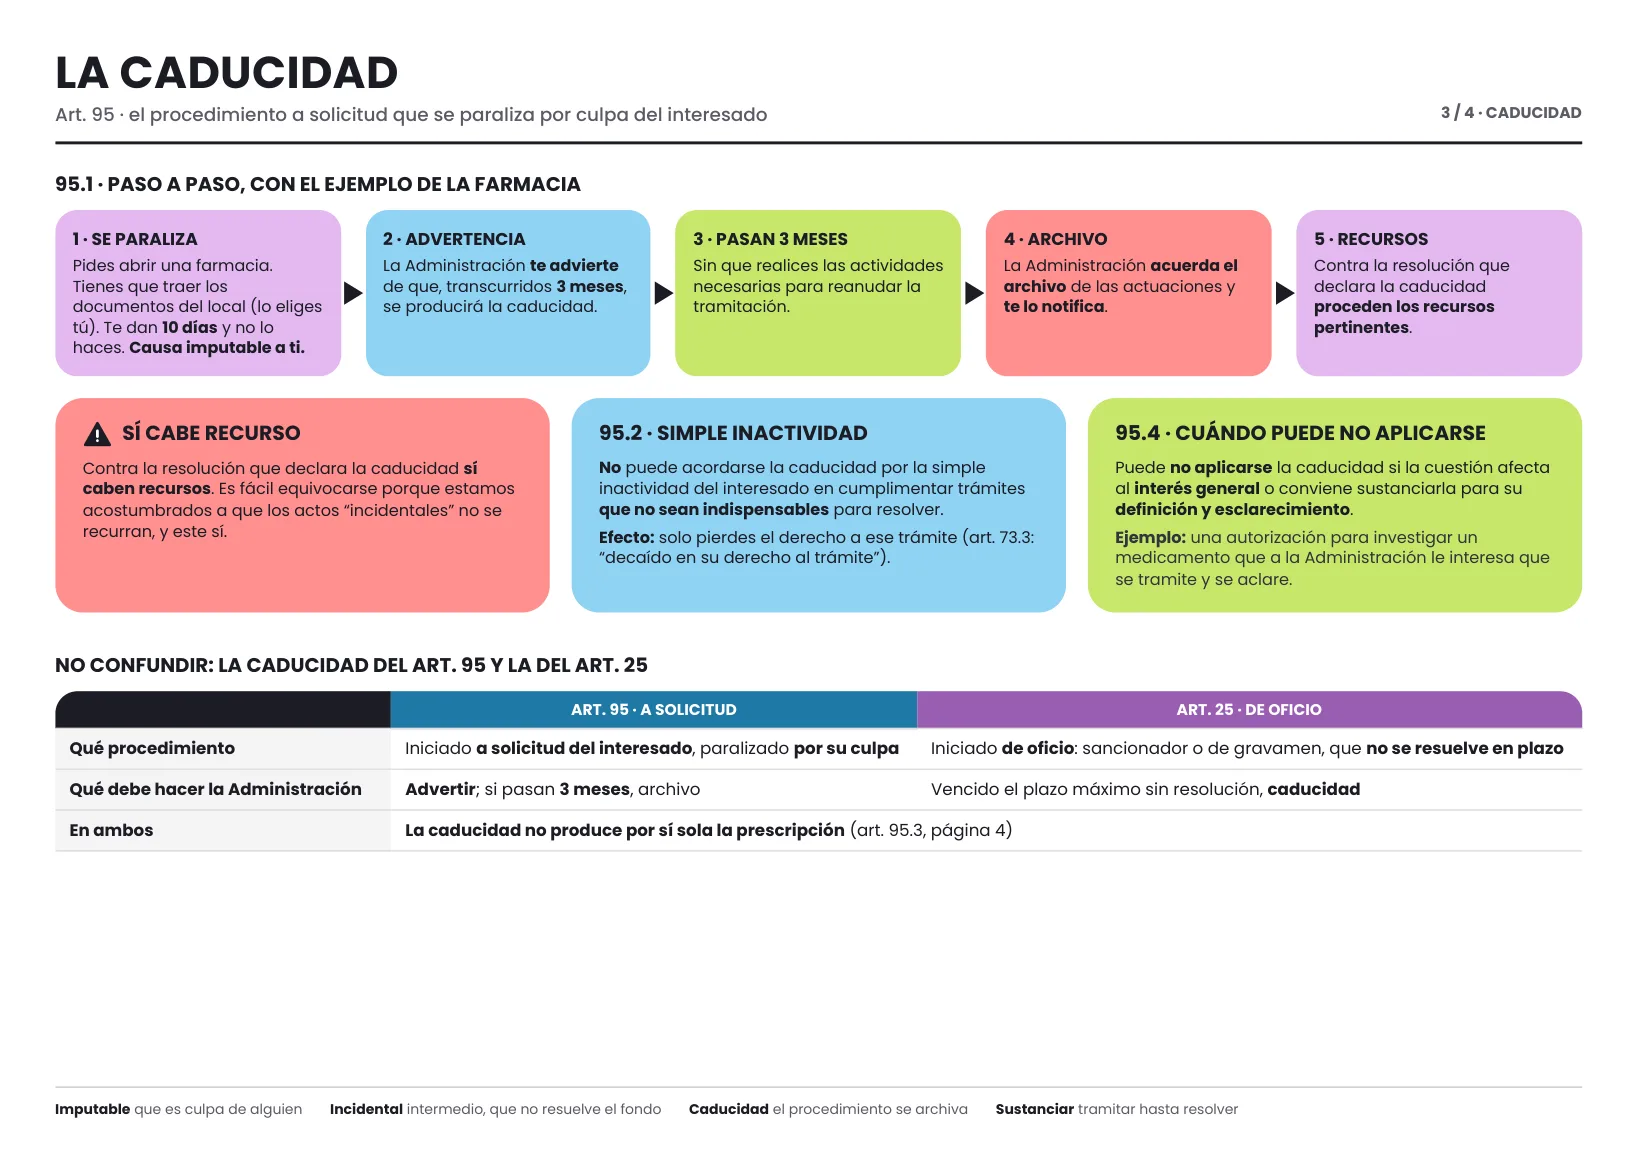 LA CADUCIDAD
Art. 95 · el procedimiento a solicitud que se paraliza por culpa del interesado
3 / 4 · CADUCIDAD
95.1 · PASO A PASO, CON EL EJEMPLO DE LA FARMACIA
1 · SE PARALIZA
Pides abrir una farmacia.
Tienes que traer los
documentos del local (lo eliges
tú). Te dan 10 días y no lo
haces. Causa imputable a ti.
2 · ADVERTENCIA
La Administración te advierte
de que, transcurridos 3 meses,
se producirá la caducidad.
3 · PASAN 3 MESES
Sin que realices las actividades
necesarias para reanudar la
tramitación.
4 · ARCHIVO
La Administración acuerda el
archivo de las actuaciones y
te lo notifica.
5 · RECURSOS
Contra la resolución que
declara la caducidad
proceden los recursos
pertinentes.
SÍ CABE RECURSO
Contra la resolución que declara la caducidad sí
caben recursos. Es fácil equivocarse porque estamos
acostumbrados a que los actos “incidentales” no se
recurran, y este sí.
95.2 · SIMPLE INACTIVIDAD
No puede acordarse la caducidad por la simple
inactividad del interesado en cumplimentar trámites
que no sean indispensables para resolver.
Efecto: solo pierdes el derecho a ese trámite (art. 73.3:
“decaído en su derecho al trámite”).
95.4 · CUÁNDO PUEDE NO APLICARSE
Puede no aplicarse la caducidad si la cuestión afecta
al interés general o conviene sustanciarla para su
definición y esclarecimiento.
Ejemplo: una autorización para investigar un
medicamento que a la Administración le interesa que
se tramite y se aclare.
NO CONFUNDIR: LA CADUCIDAD DEL ART. 95 Y LA DEL ART. 25
ART. 95 · A SOLICITUD
ART. 25 · DE OFICIO
Qué procedimiento
Iniciado a solicitud del interesado, paralizado por su culpa
Iniciado de oficio: sancionador o de gravamen, que no se resuelve en plazo
Qué debe hacer la Administración
Advertir; si pasan 3 meses, archivo
Vencido el plazo máximo sin resolución, caducidad
En ambos
La caducidad no produce por sí sola la prescripción (art. 95.3, página 4)
Imputable que es culpa de alguien
Incidental intermedio, que no resuelve el fondo
Caducidad el procedimiento se archiva
Sustanciar tramitar hasta resolver